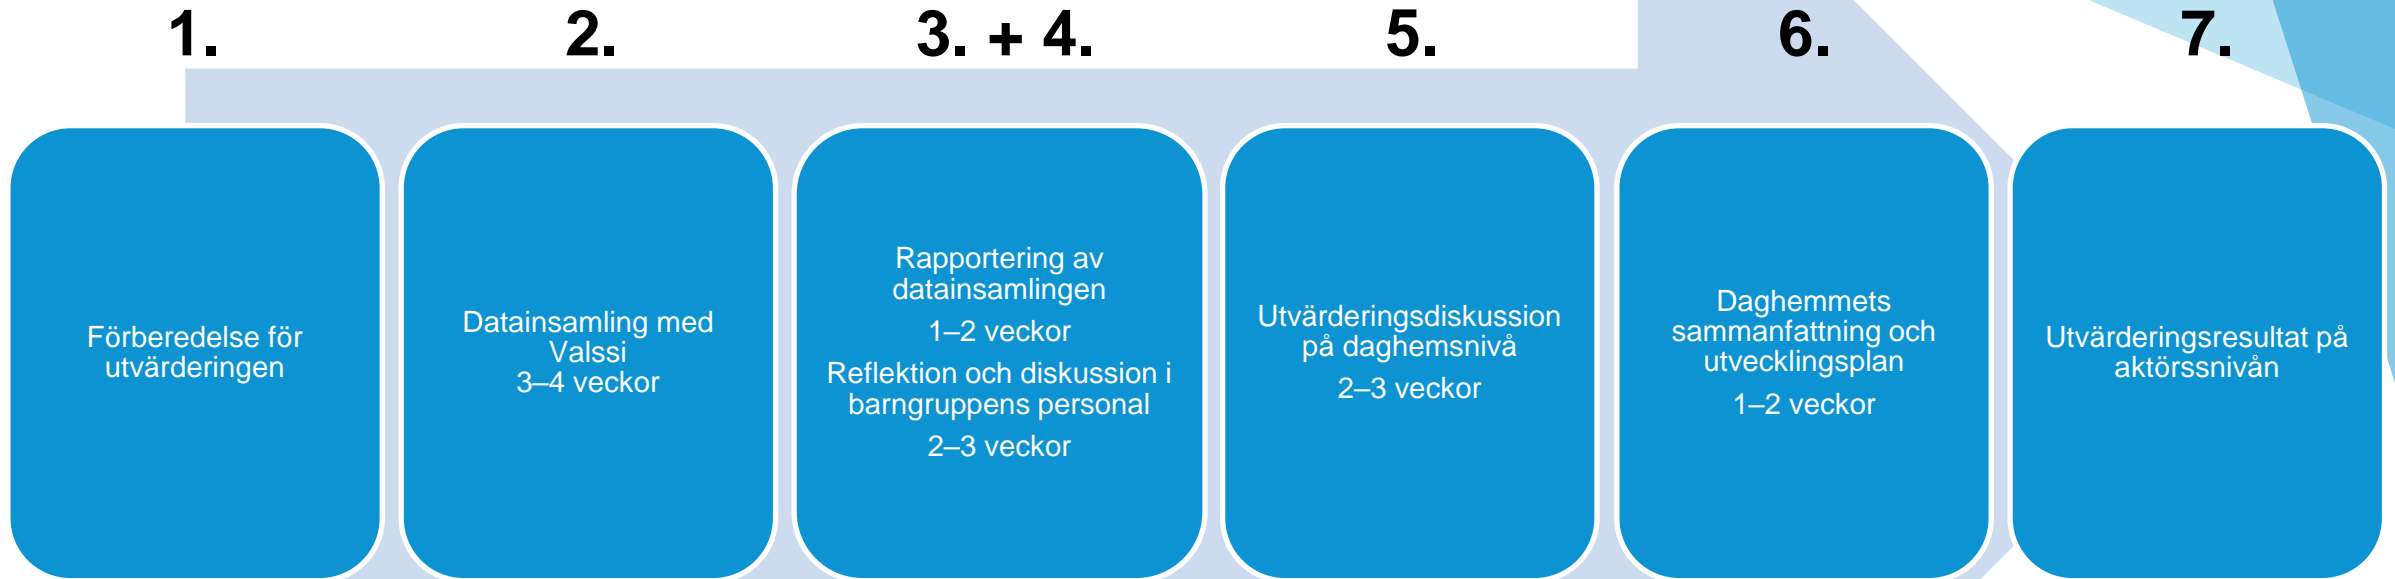 1.
2.
3. + 4.
5.
6.
7.
Förberedelse för
utvärderingen
Datainsamling med
Valssi
3–4 veckor
Rapportering av
datainsamlingen
1–2 veckor
Reflektion och diskussion i
barngruppens personal
2–3 veckor
Utvärderingsdiskussion
på daghemsnivå
2–3 veckor
Daghemmets
sammanfattning och
utvecklingsplan
1–2 veckor
Utvärderingsresultat på
aktörssnivån